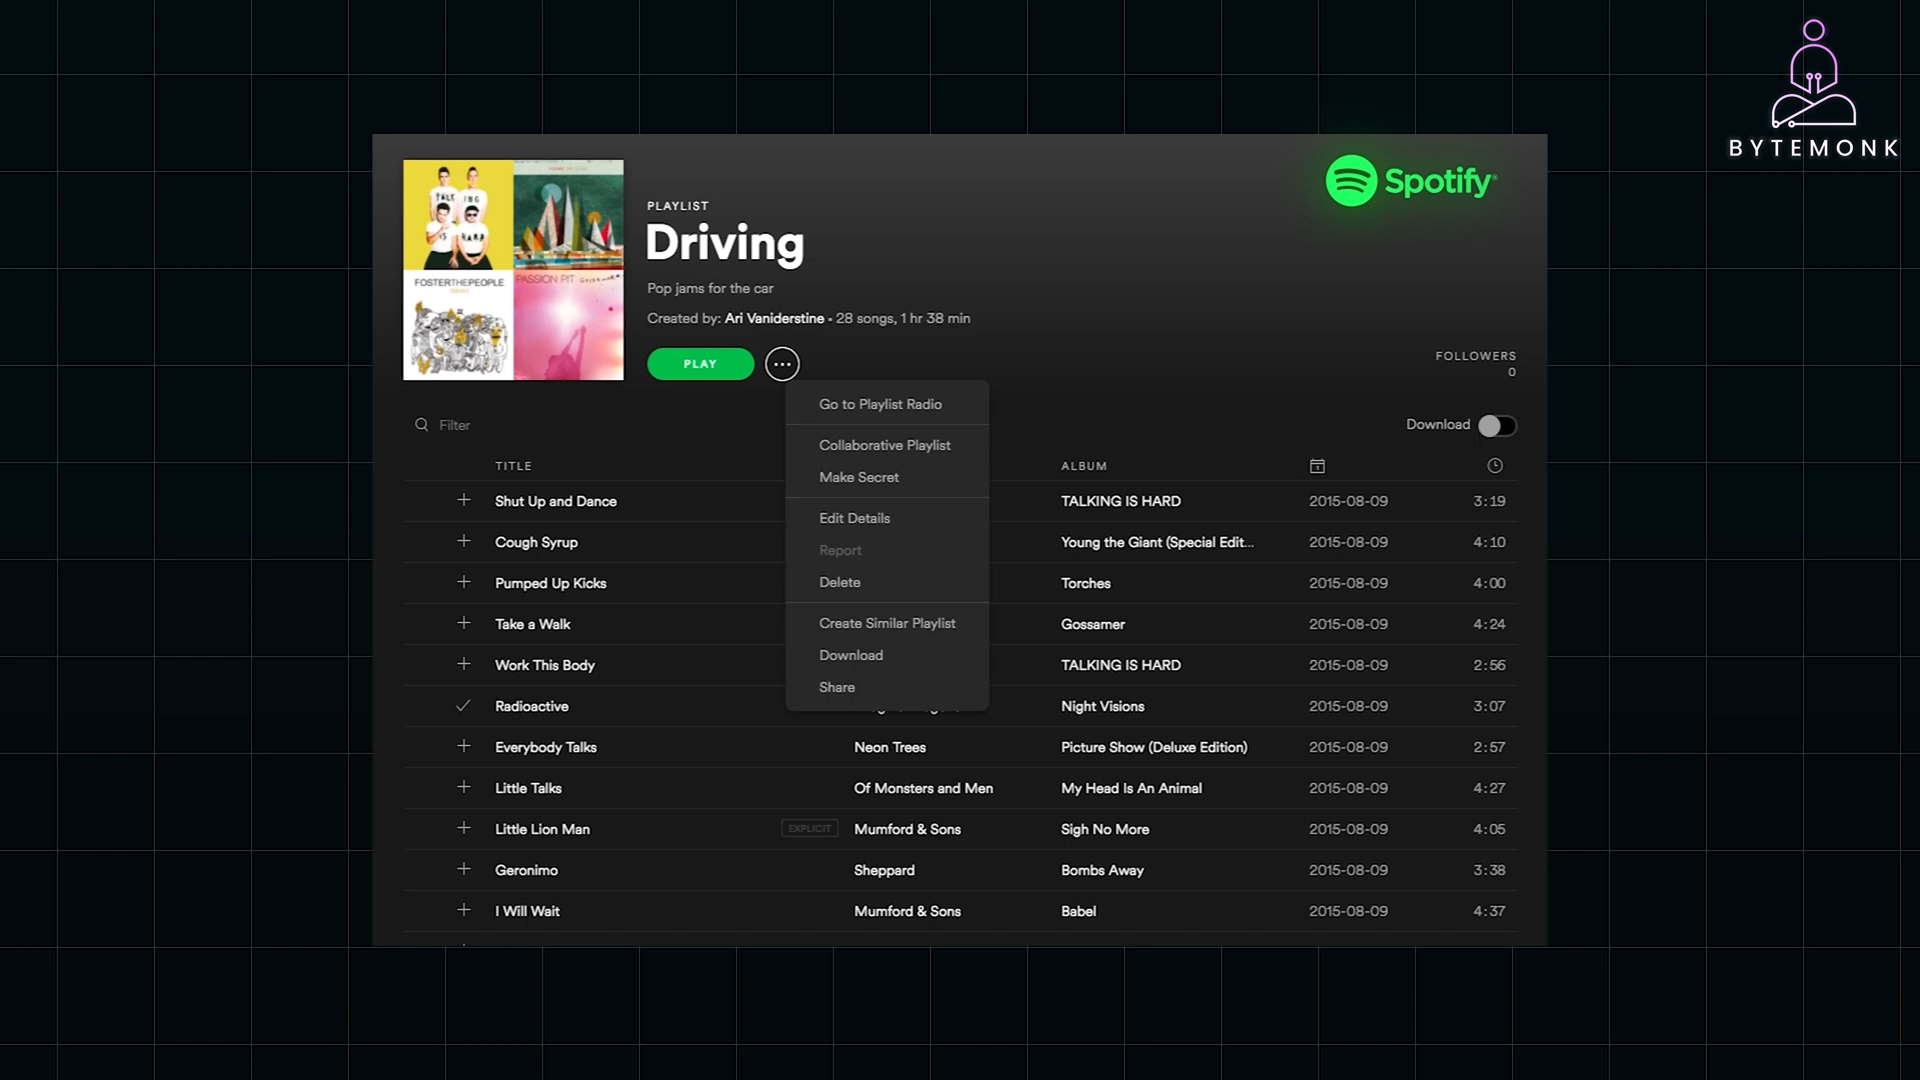 BYTEMONK
Spotify
TALK ING
IS HARD
FOSTERTHEPEOPLE
PASSION PIT
PLAYLIST
Driving
Pop jams for the car
Created by: Ari Vaniderstine • 28 songs, 1 hr 38 min
PLAY
FOLLOWERS
0
Go to Playlist Radio
Collaborative Playlist
Make Secret
Edit Details
Report
Delete
Create Similar Playlist
Download
Share
Filter
Download
TITLE ALBUM
Shut Up and Dance TALKING IS HARD 2015-08-09 3:19
Cough Syrup Young the Giant (Special Edit... 2015-08-09 4:10
Pumped Up Kicks Torches 2015-08-09 4:00
Take a Walk Gossamer 2015-08-09 4:24
Work This Body TALKING IS HARD 2015-08-09 2:56
Radioactive Night Visions 2015-08-09 3:07
Everybody Talks Neon Trees Picture Show (Deluxe Edition) 2015-08-09 2:57
Little Talks Of Monsters and Men My Head Is An Animal 2015-08-09 4:27
Little Lion Man EXPLICIT Mumford & Sons Sigh No More 2015-08-09 4:05
Geronimo Sheppard Bombs Away 2015-08-09 3:38
I Will Wait Mumford & Sons Babel 2015-08-09 4:37